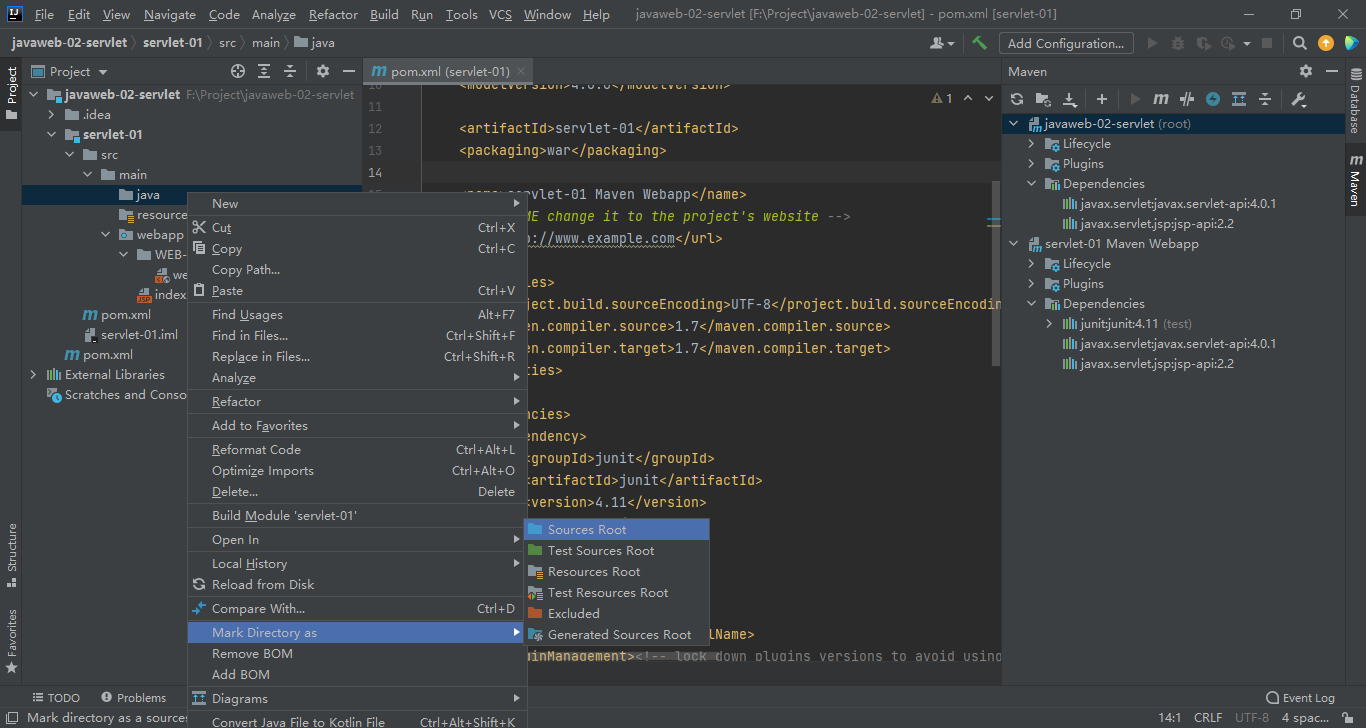 File Edit View Navigate Code Analyze Refactor Build Run Tools VCS Window Help javaweb-02-servlet [F:\Project\javaweb-02-servlet] - pom.xml [servlet-01]
javaweb-02-servlet servlet-01 src main java Add Configuration...
Project
Structure
Favorites
Project
javaweb-02-servlet F:\Project\javaweb-02-servlet
.idea
servlet-01
src
main
java
resource
webapp
WEB-
we
index
pom.xml
servlet-01.iml
pom.xml
External Libraries
Scratches and Conso
New
Cut Ctrl+X
Copy Ctrl+C
Copy Path...
Paste Ctrl+V
Find Usages Alt+F7
Find in Files... Ctrl+Shift+F
Replace in Files... Ctrl+Shift+R
Analyze
Refactor
Add to Favorites
Reformat Code Ctrl+Alt+L
Optimize Imports Ctrl+Alt+O
Delete... Delete
Build Module 'servlet-01'
Open In
Local History
Reload from Disk
Compare With... Ctrl+D
Mark Directory as
Remove BOM
Add BOM
Diagrams
Convert Java File to Kotlin File Ctrl+Alt+Shift+K
Sources Root
Test Sources Root
Resources Root
Test Resources Root
Excluded
Generated Sources Root
pom.xml (servlet-01)
1
<modelVersion>4.0.0</modelVersion>
11
12 <artifactId>servlet-01</artifactId>
13 <packaging>war</packaging>
14
servlet-01 Maven Webapp</name>
ME change it to the project's website -->
p://www.example.com</url>
ies>
oject.build.sourceEncoding>UTF-8</project.build.sourceEncodin
ven.compiler.source>1.7</maven.compiler.source>
ven.compiler.target>1.7</maven.compiler.target>
ties>
ncies>
endency>
<groupId>junit</groupId>
<artifactId>junit</artifactId>
<version>4.11</version>
lName>
ginManagement><!-- lock down plugins versions to avoid using
Maven
javaweb-02-servlet (root)
Lifecycle
Plugins
Dependencies
javax.servlet:javax.servlet-api:4.0.1
javax.servlet.jsp:jsp-api:2.2
servlet-01 Maven Webapp
Lifecycle
Plugins
Dependencies
junit:junit:4.11 (test)
javax.servlet:javax.servlet-api:4.0.1
javax.servlet.jsp:jsp-api:2.2
Database
Maven
TODO Problems Event Log
Mark directory as a sources 14:1 CRLF UTF-8 4 spac...